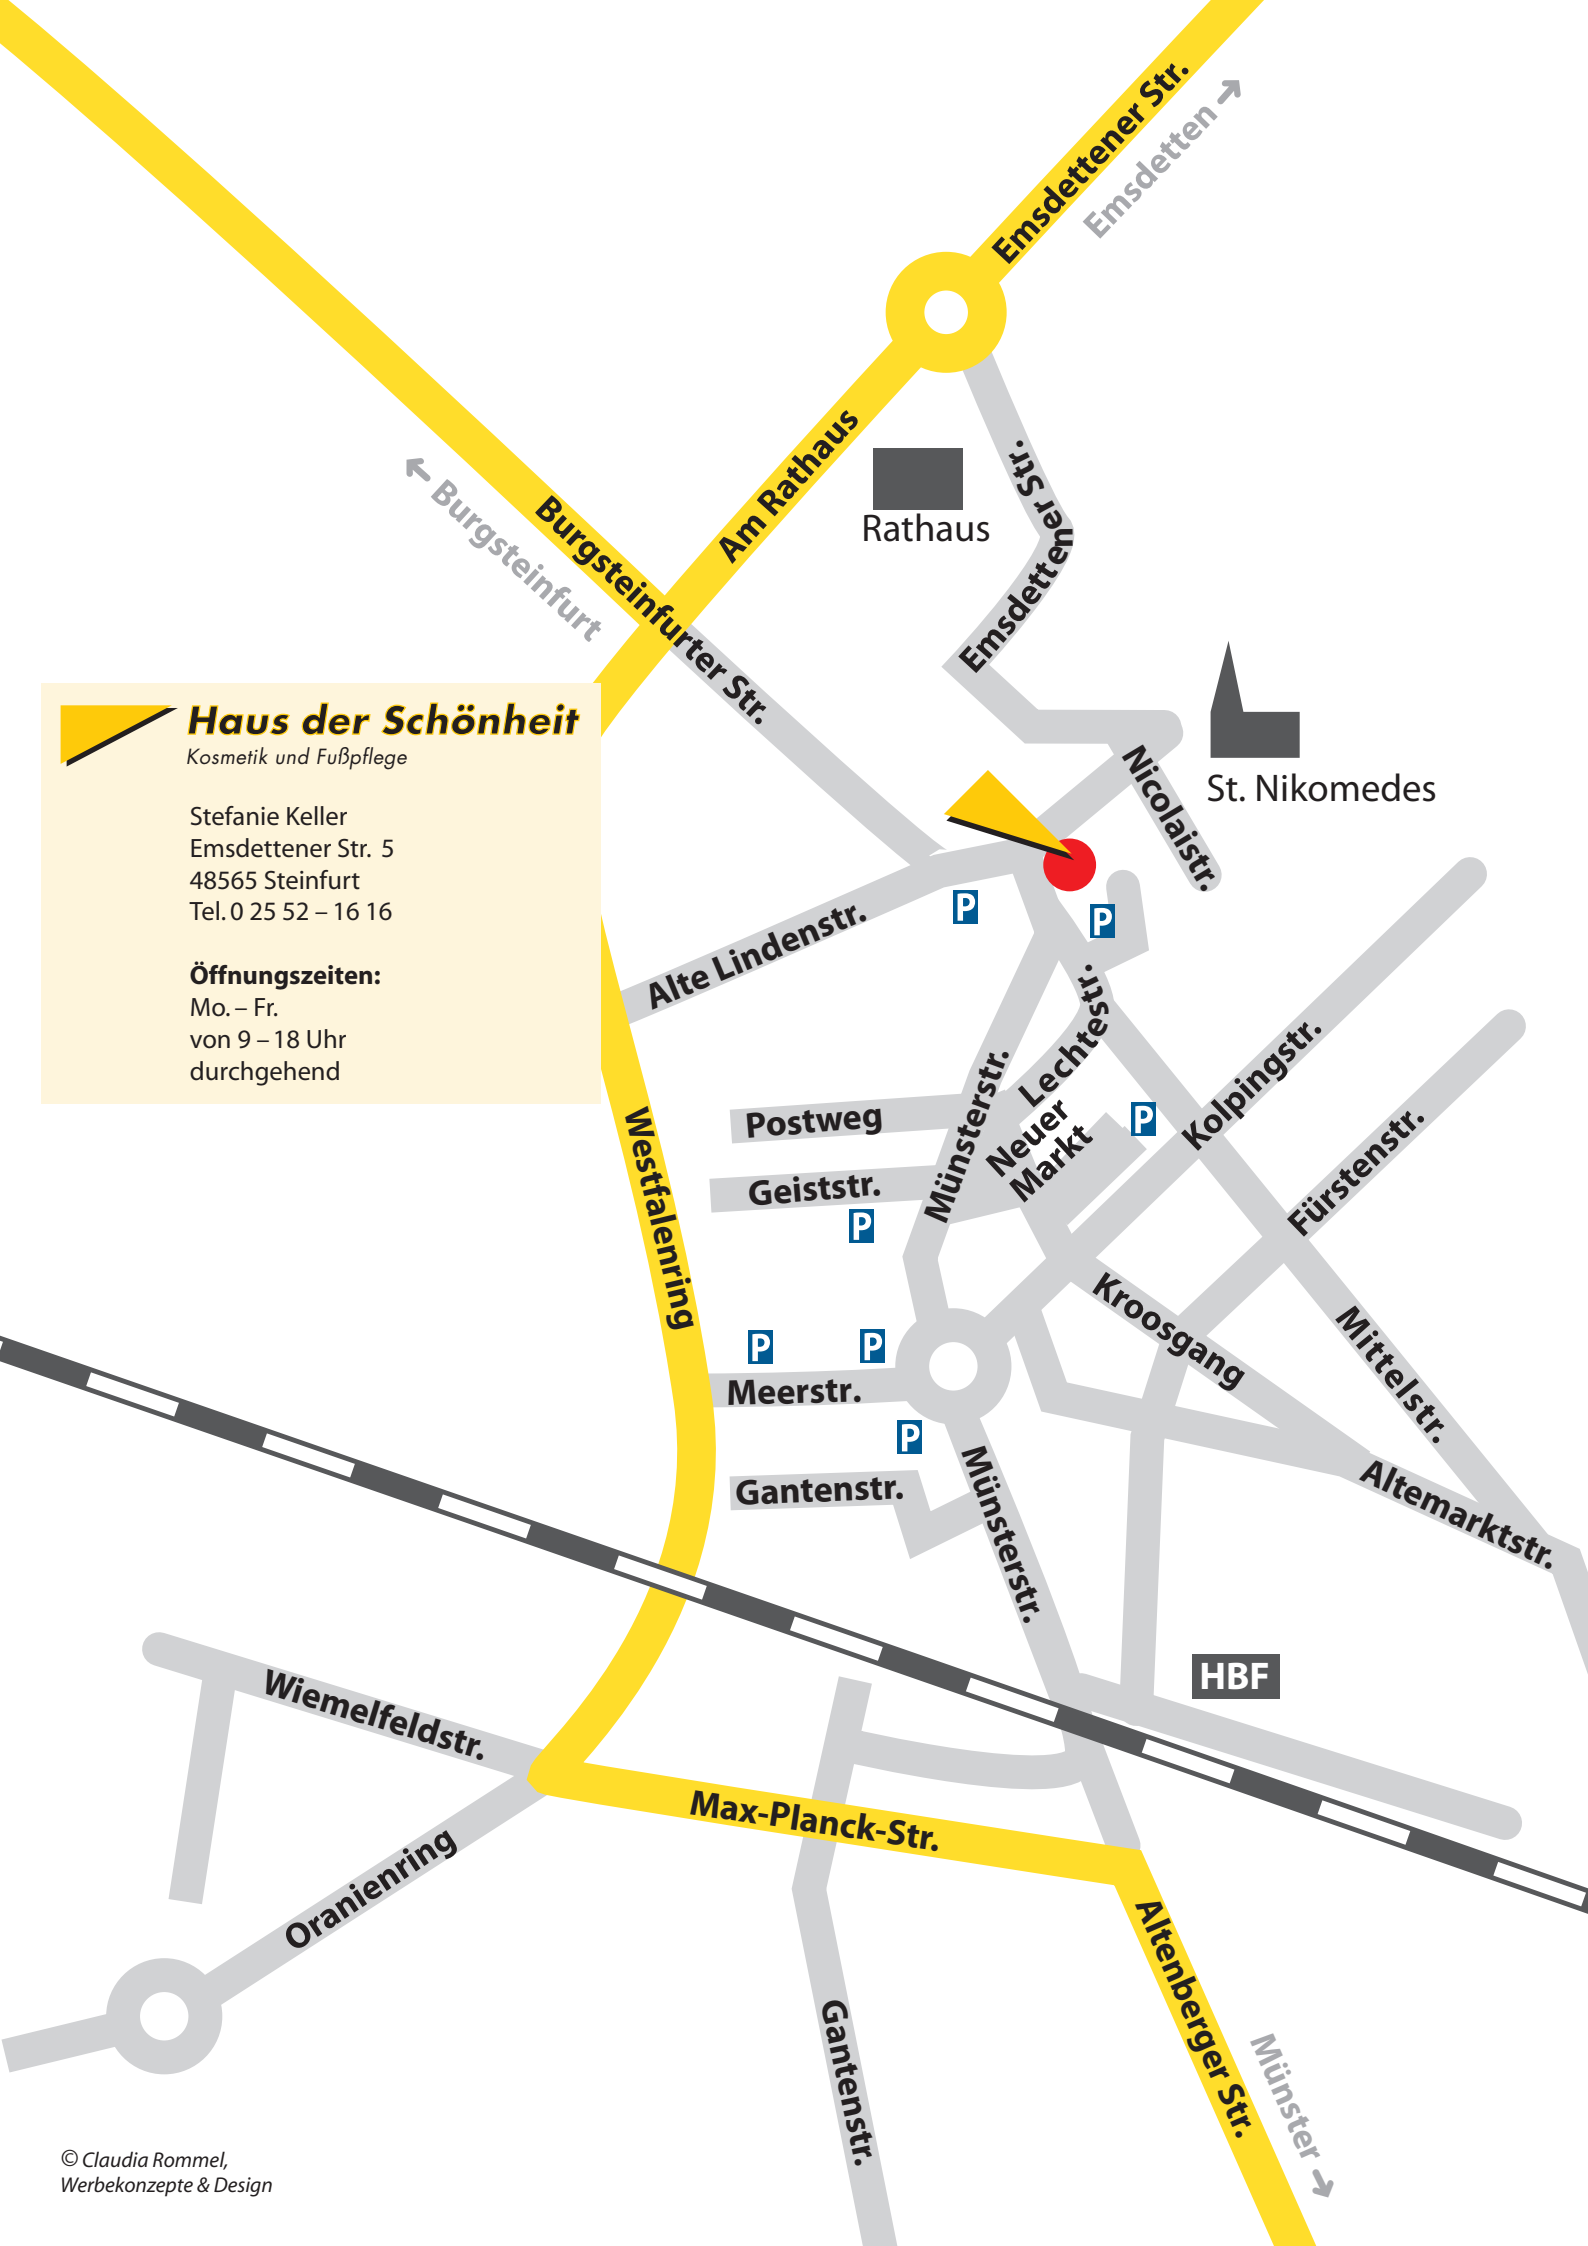 Emsdettener Str.
Emsdetten
Am Rathaus
Emsdettener Str.
Rathaus
Burgsteinfurt
Burgsteinfurter Str.
St. Nikomedes
Nicolaistr.
Haus der Schönheit
Kosmetik und Fußpflege
Stefanie Keller
Emsdettener Str. 5
48565 Steinfurt
Tel. 0 25 52 – 16 16
Öffnungszeiten:
Mo. – Fr.
von 9 – 18 Uhr
durchgehend
P
P
Alte Lindenstr.
Lechtestr.
Kolpingstr.
Münsterstr.
Postweg
Neuer
Markt
P
Fürstenstr.
Westfalenring
Geiststr.
P
Kroosgang
Mittelstr.
P
P
Meerstr.
P
Gantenstr.
Münsterstr.
Altemarktstr.
HBF
Wiemelfeldstr.
Max-Planck-Str.
Oranienring
Altenberger Str.
Gantenstr.
Münster
© Claudia Rommel,
Werbekonzepte & Design